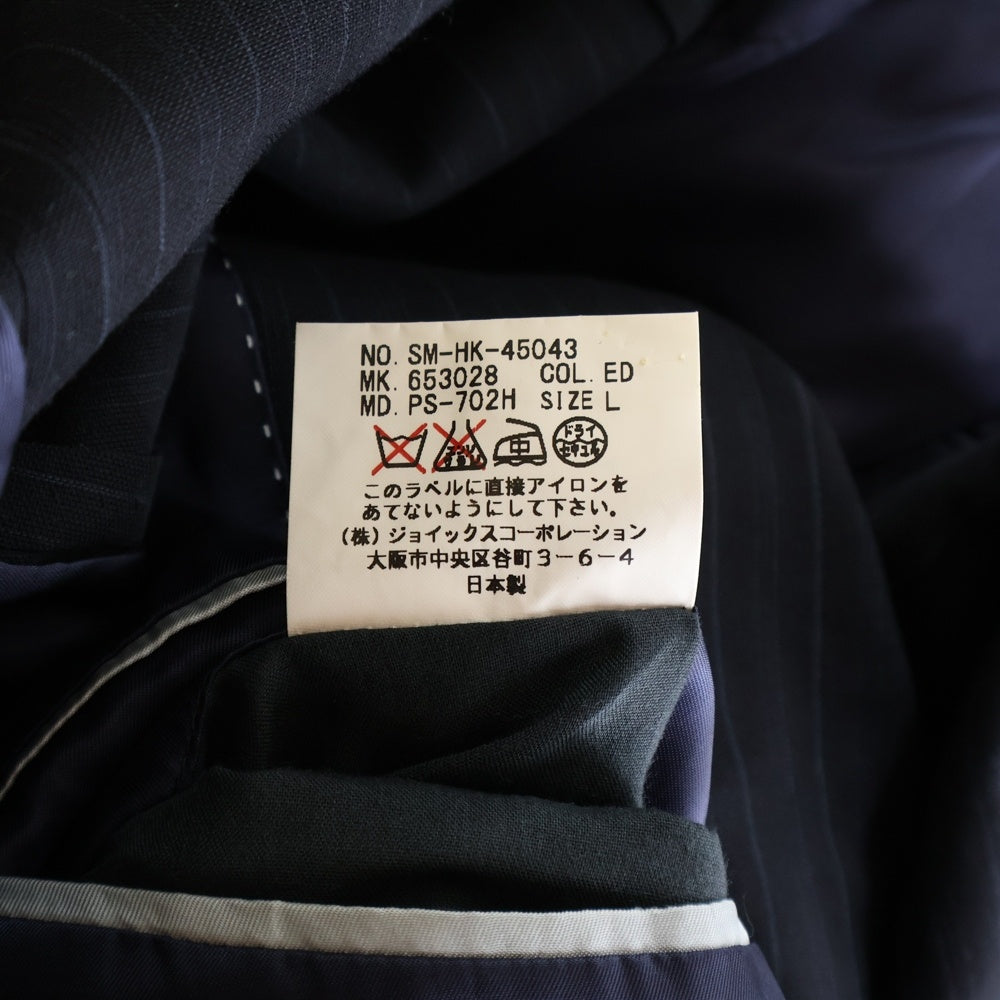 NO. SM-HK-45043
MK. 653028 COL. ED
MD. PS-702H SIZE L
中 ドライ
このラベルに直接アイロンを
あてないようにして下さい。
(株)ジョイックスコーポレーション
大阪市中央区谷町3-6-4
日本製